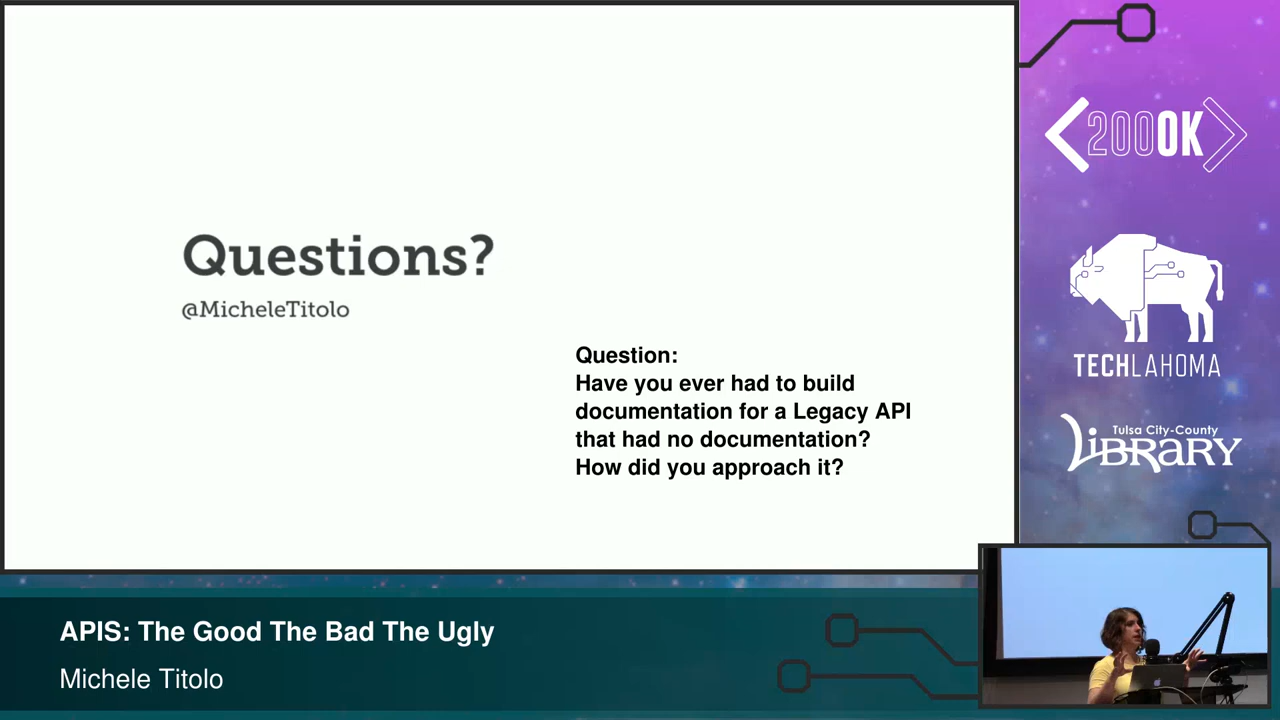 Questions?
@MicheleTitolo
Question:
Have you ever had to build
documentation for a Legacy API
that had no documentation?
How did you approach it?
200OK
TECHLAHOMA
Tulsa City-County
LiBRARY
APIS: The Good The Bad The Ugly
Michele Titolo